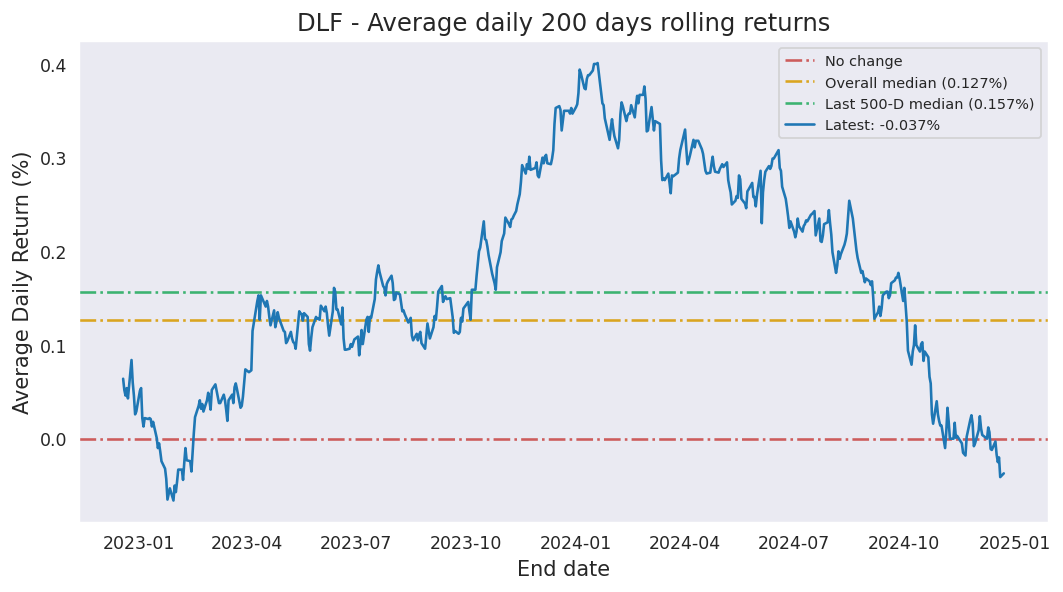 DLF - Average daily 200 days rolling returns
No change
Overall median (0.127%)
Last 500-D median (0.157%)
Latest: -0.037%
Average Daily Return (%)
0.4
0.3
0.2
0.1
0.0
2023-01 2023-04 2023-07 2023-10 2024-01 2024-04 2024-07 2024-10 2025-01
End date